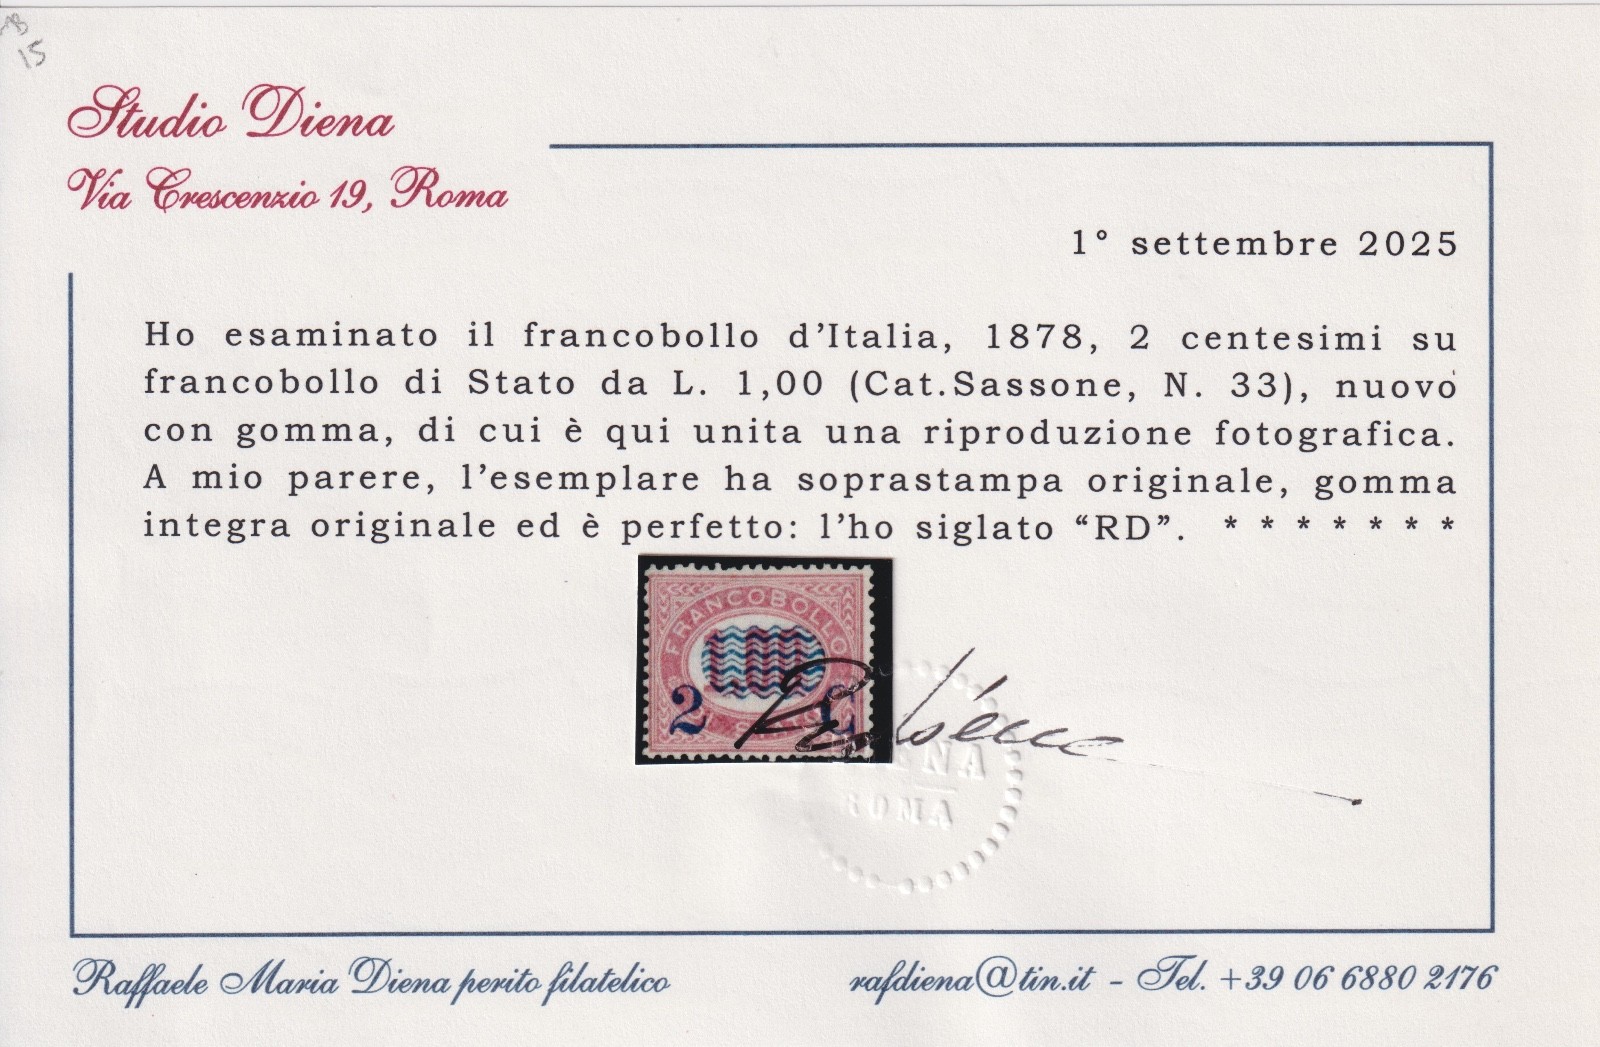 15
Studio Diena
Via Crescenzio 19, Roma
1° settembre 2025
Ho esaminato il francobollo d'Italia, 1878, 2 centesimi su
francobollo di Stato da L. 1,00 (Cat.Sassone, N. 33), nuovo
con gomma, di cui è qui unita una riproduzione fotografica.
A mio parere, l'esemplare ha soprastampa originale, gomma
integra originale ed è perfetto: l'ho siglato “RD”. * * * * * * *
FRANCOBOLLO
2
Raffaele Maria Diena perito filatelico
rafdiena@tin.it - Tel. +39 06 6880 2176